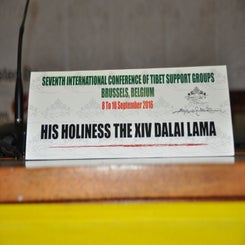 SEVENTH INTERNATIONAL CONFERENCE OF TIBET SUPPORT GROUPS
BRUSSELS, BELGIUM
8 To 10 September 2016
HIS HOLINESS THE XIV DALAI LAMA